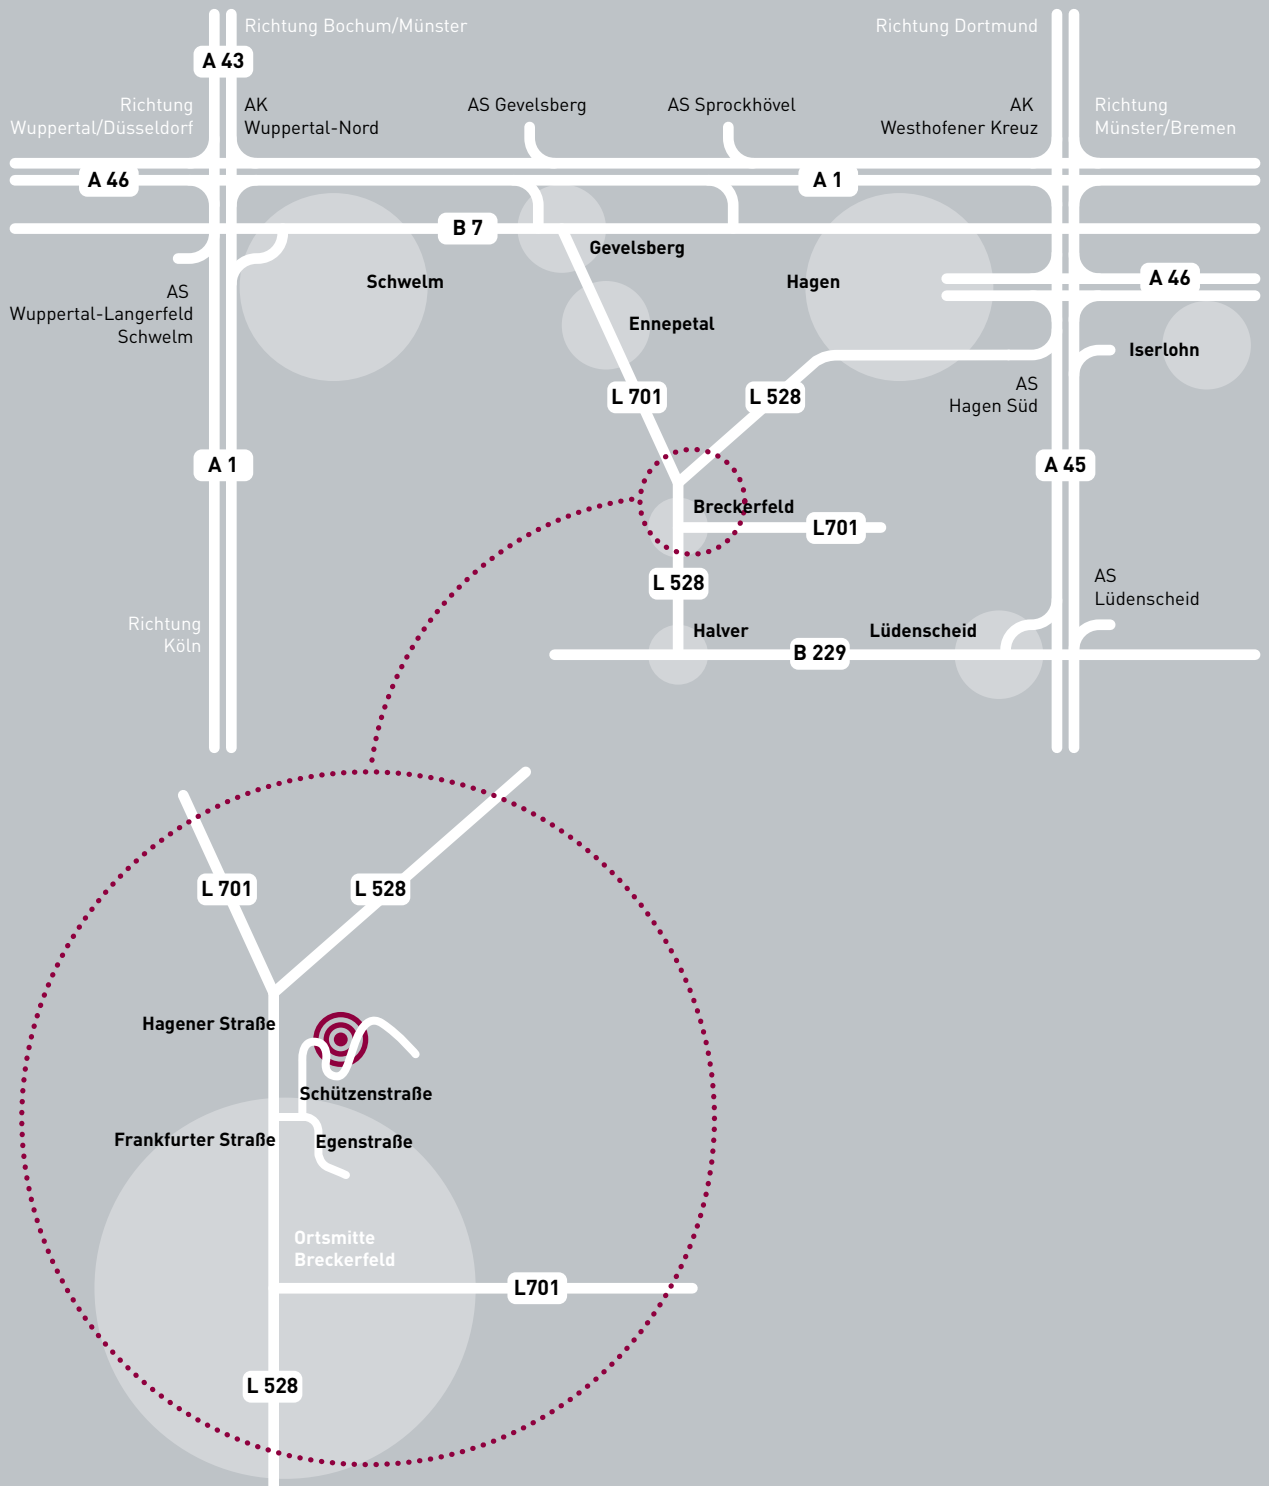 Richtung Bochum/Münster
Richtung Dortmund
A 43
Richtung
Wuppertal/Düsseldorf
AK
Wuppertal-Nord
AS Gevelsberg
AS Sprockhövel
AK
Westhofener Kreuz
Richtung
Münster/Bremen
A 46
A 1
B 7
Gevelsberg
Schwelm
Hagen
A 46
AS
Wuppertal-Langerfeld
Schwelm
Ennepetal
Iserlohn
L 701
L 528
AS
Hagen Süd
A 1
A 45
Breckerfeld
L701
L 528
AS
Lüdenscheid
Richtung
Köln
Halver
Lüdenscheid
B 229
L 701
L 528
Hagener Straße
Schützenstraße
Frankfurter Straße
Egenstraße
Ortsmitte
Breckerfeld
L701
L 528